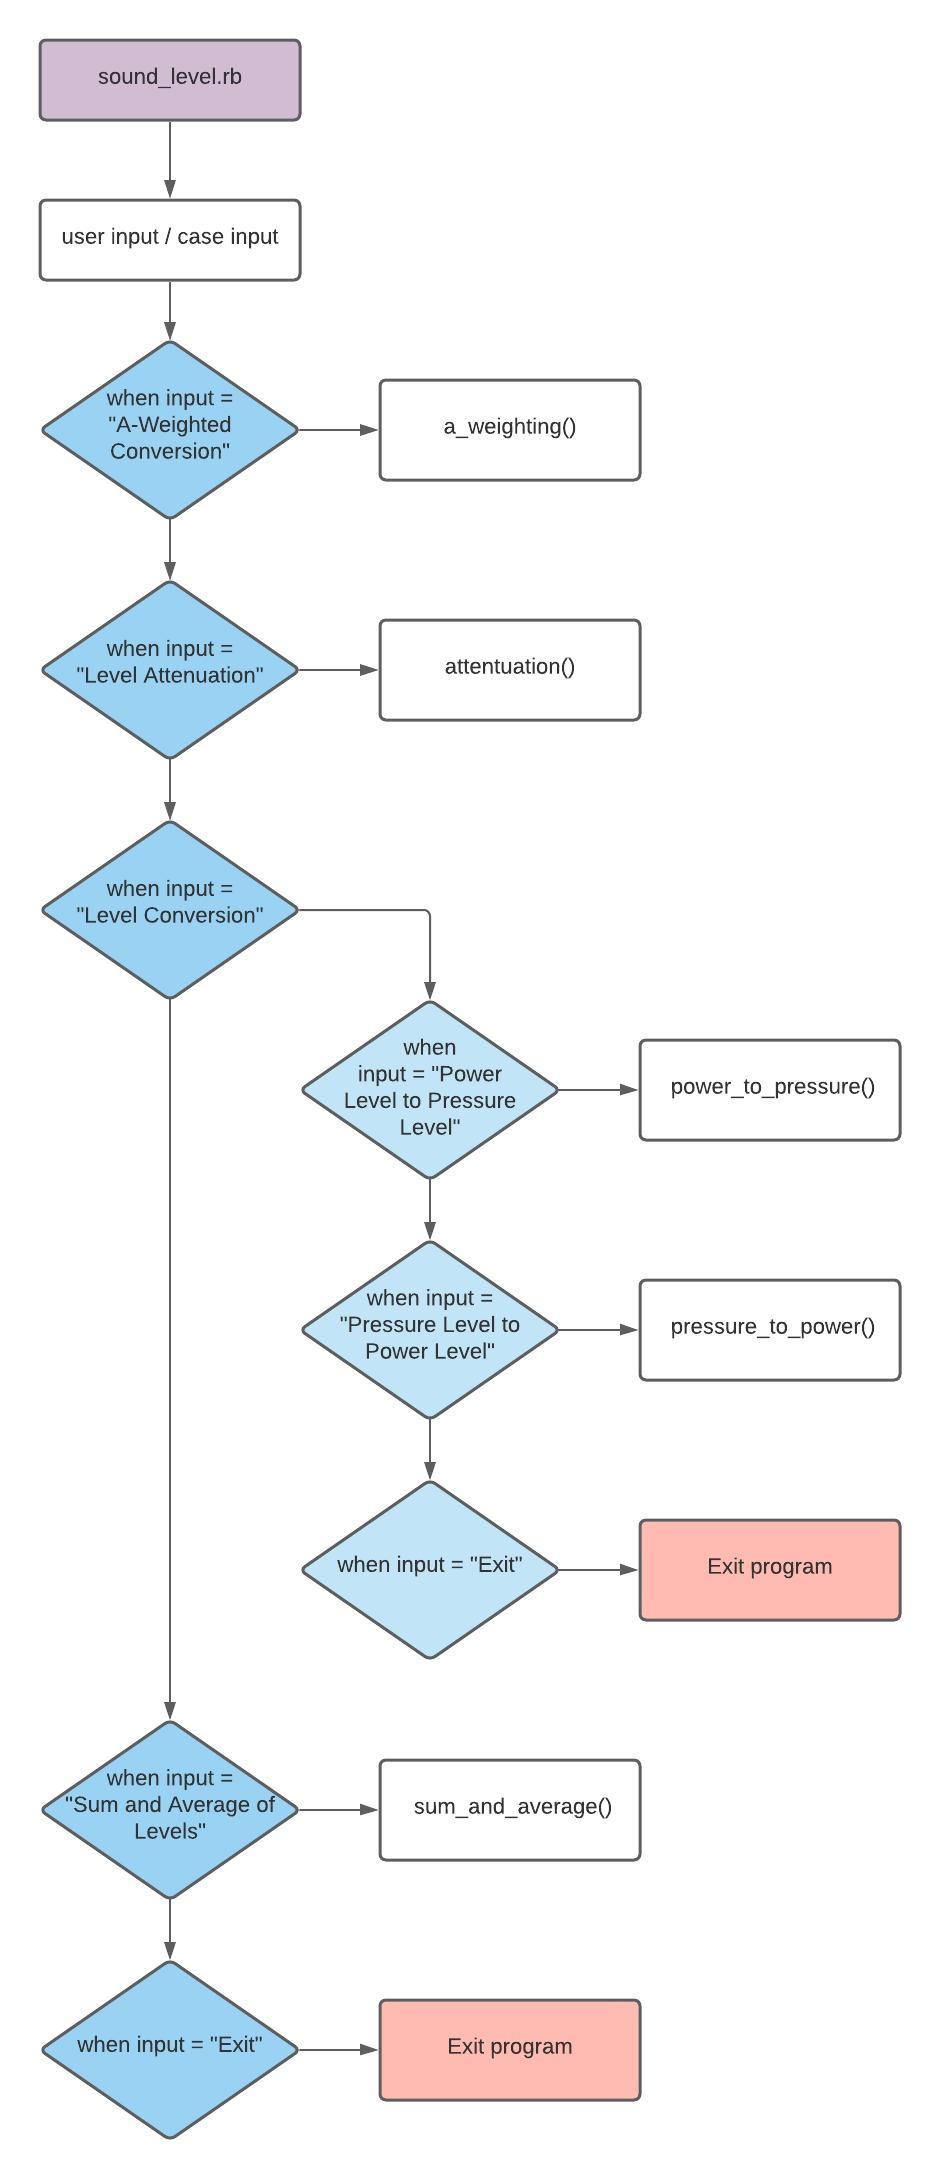 sound_level.rb
user input / case input
when input =
"A-Weighted
Conversion"
a_weighting()
when input =
"Level Attenuation"
attentuation()
when input =
"Level Conversion"
when
input = "Power
Level to Pressure
Level"
power_to_pressure()
when input =
"Pressure Level to
Power Level"
pressure_to_power()
when input = "Exit"
Exit program
when input =
"Sum and Average of
Levels"
sum_and_average()
when input = "Exit"
Exit program